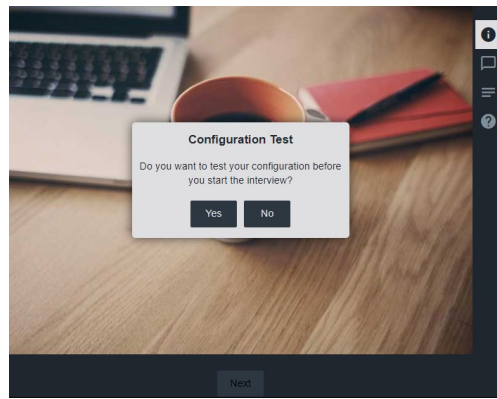 Configuration Test
Do you want to test your configuration before
you start the interview?
Yes No
Next